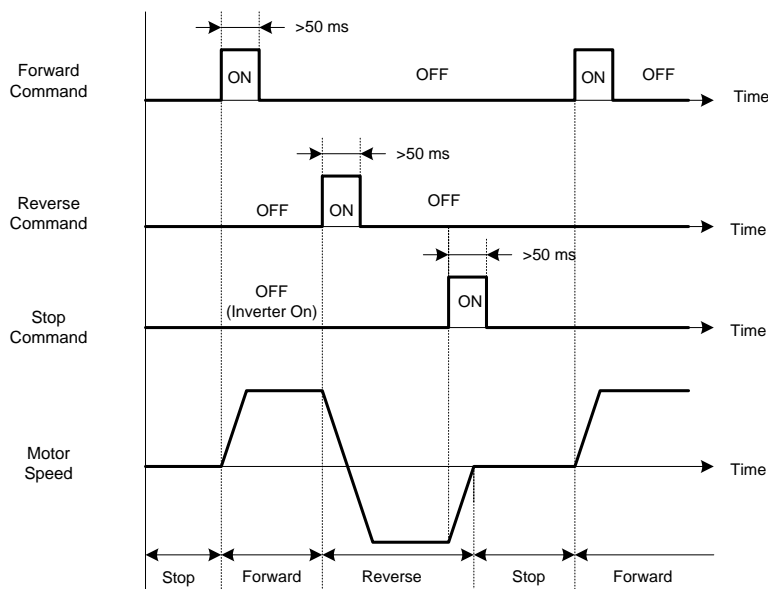 >50 ms
Forward
Command
ON
OFF
ON
OFF
Time
>50 ms
Reverse
Command
OFF
ON
OFF
Time
>50 ms
Stop
Command
OFF
(Inverter On)
ON
Time
Motor
Speed
Time
Stop
Forward
Reverse
Stop
Forward